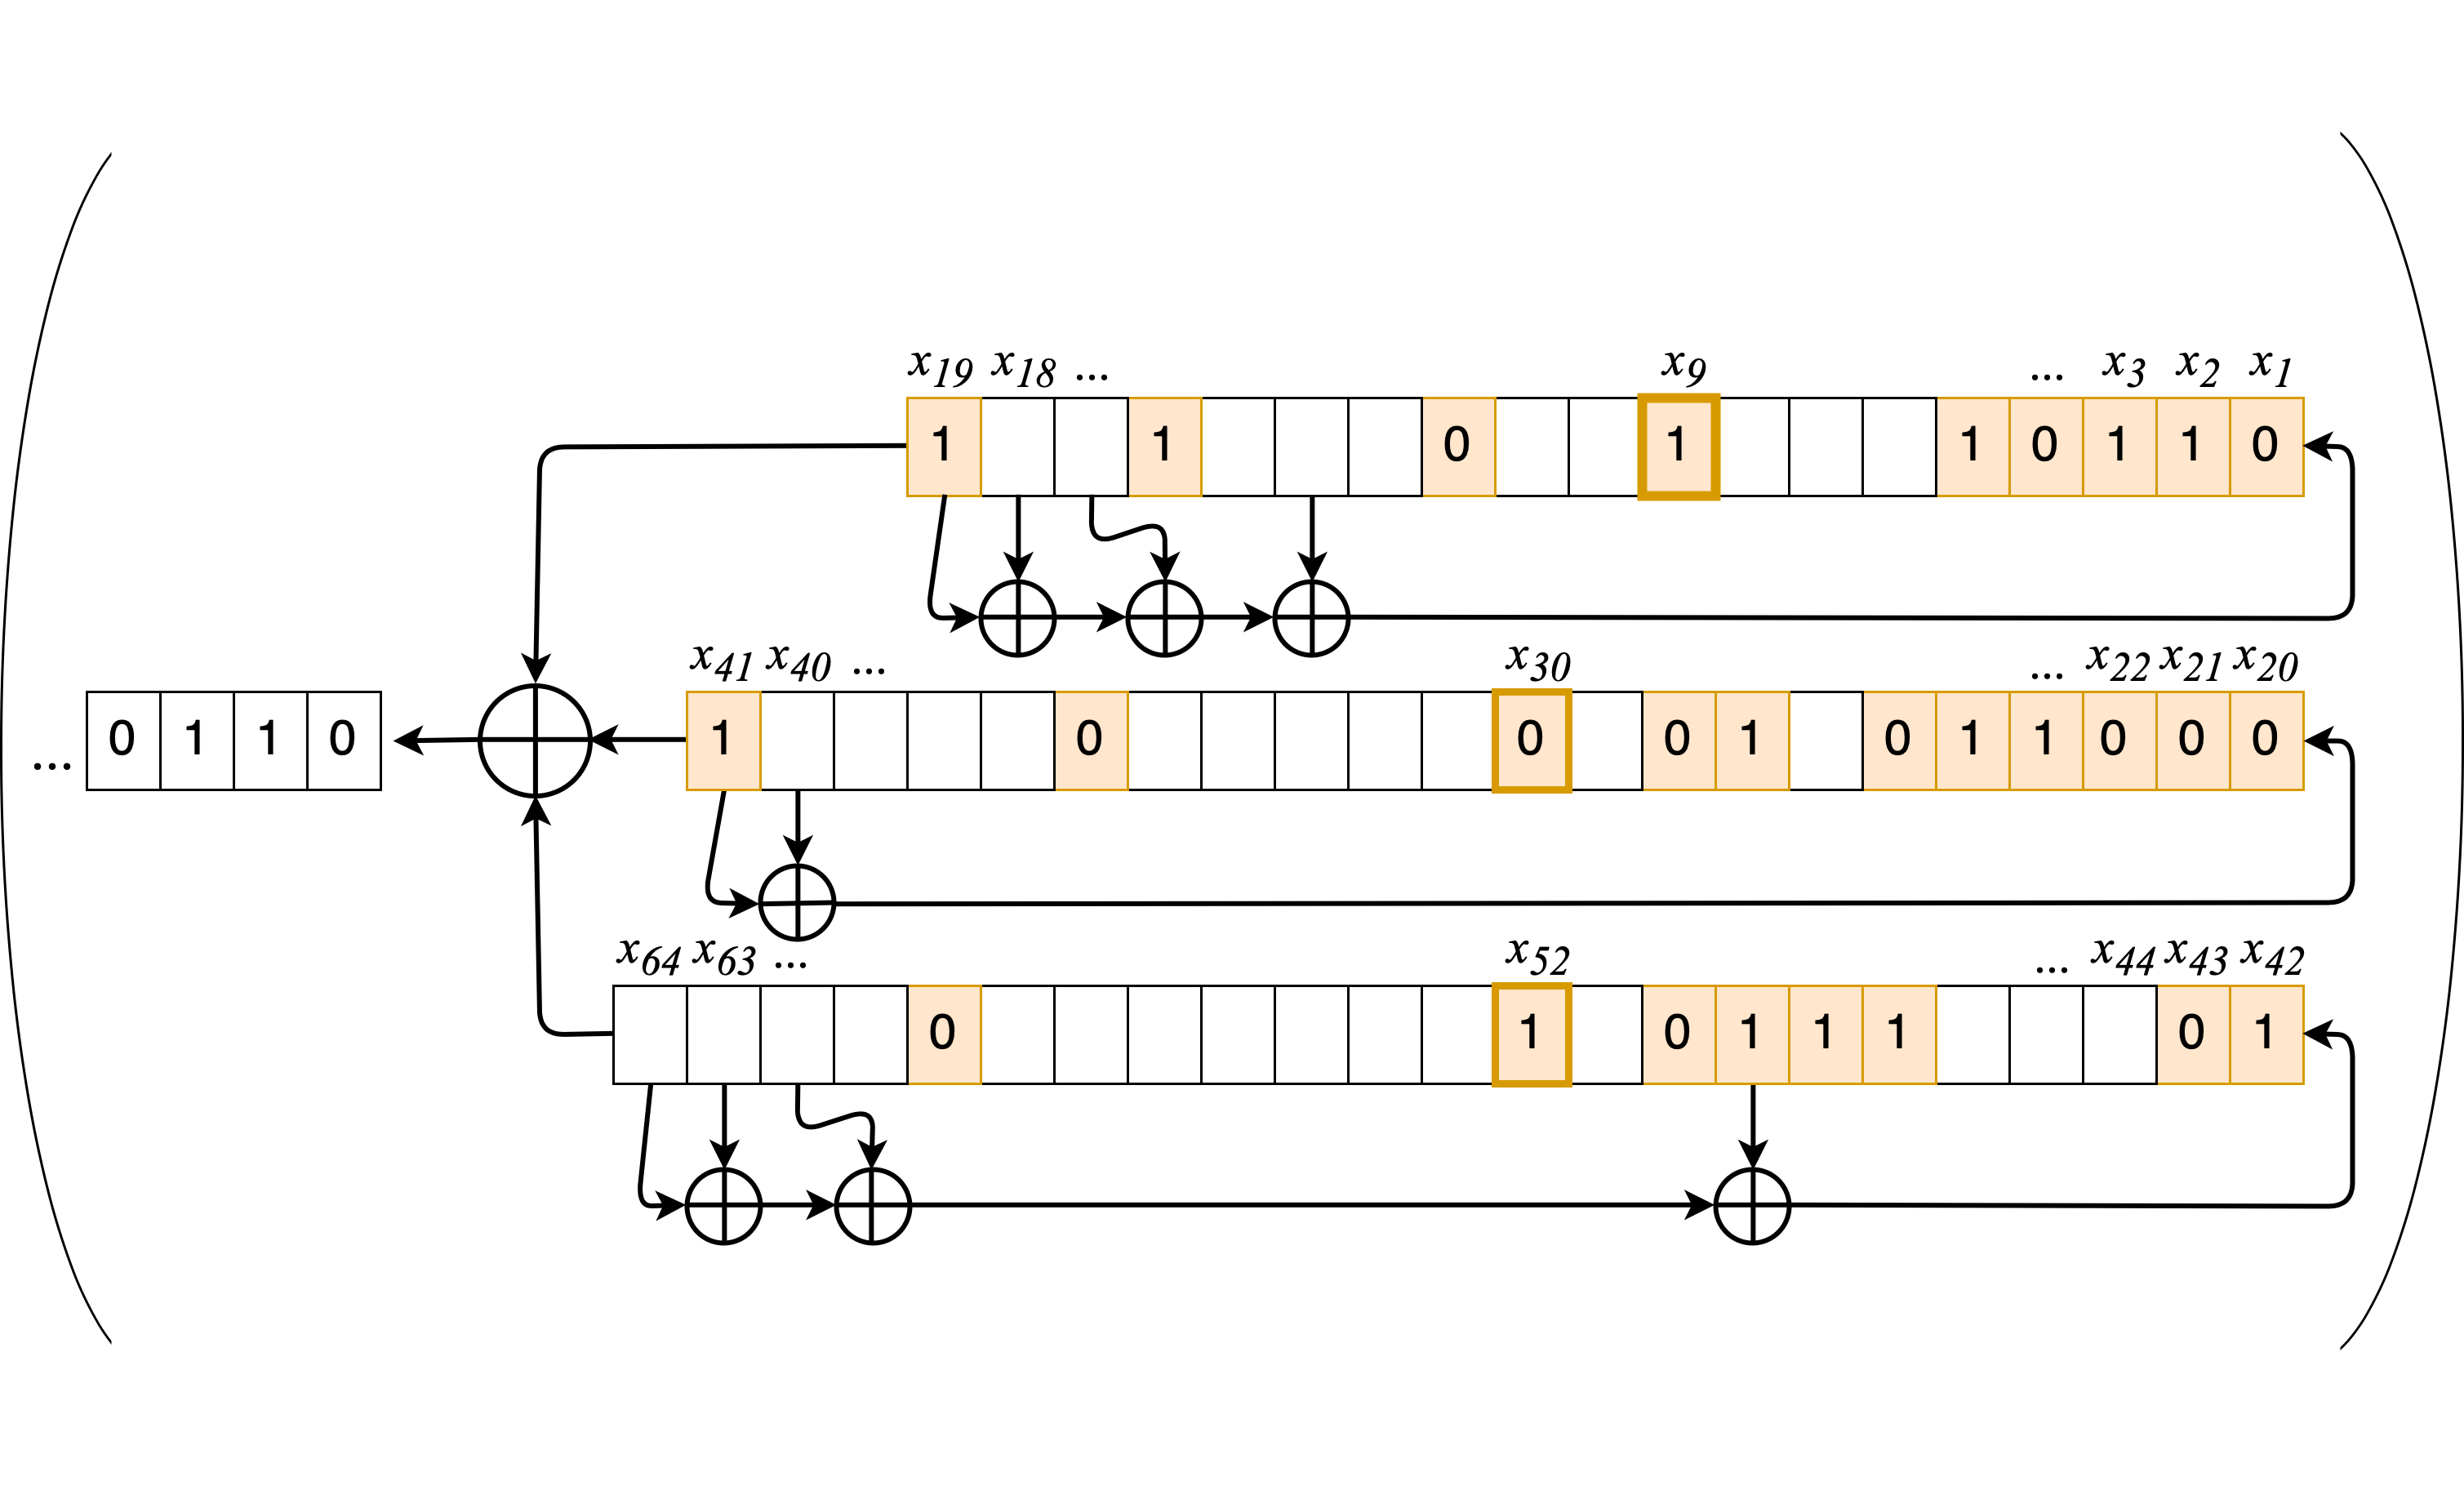 x19 x18 ... x9 ... x3 x2 x1
1 1 0 1 1 0 1 1 0
x41 x40 ... x30 ... x22 x21 x20
... 0 1 1 0 1 0 0 0 1 0 1 1 0 0 0
x64 x63 ... x52 ... x44 x43 x42
0 1 0 1 1 1 0 1